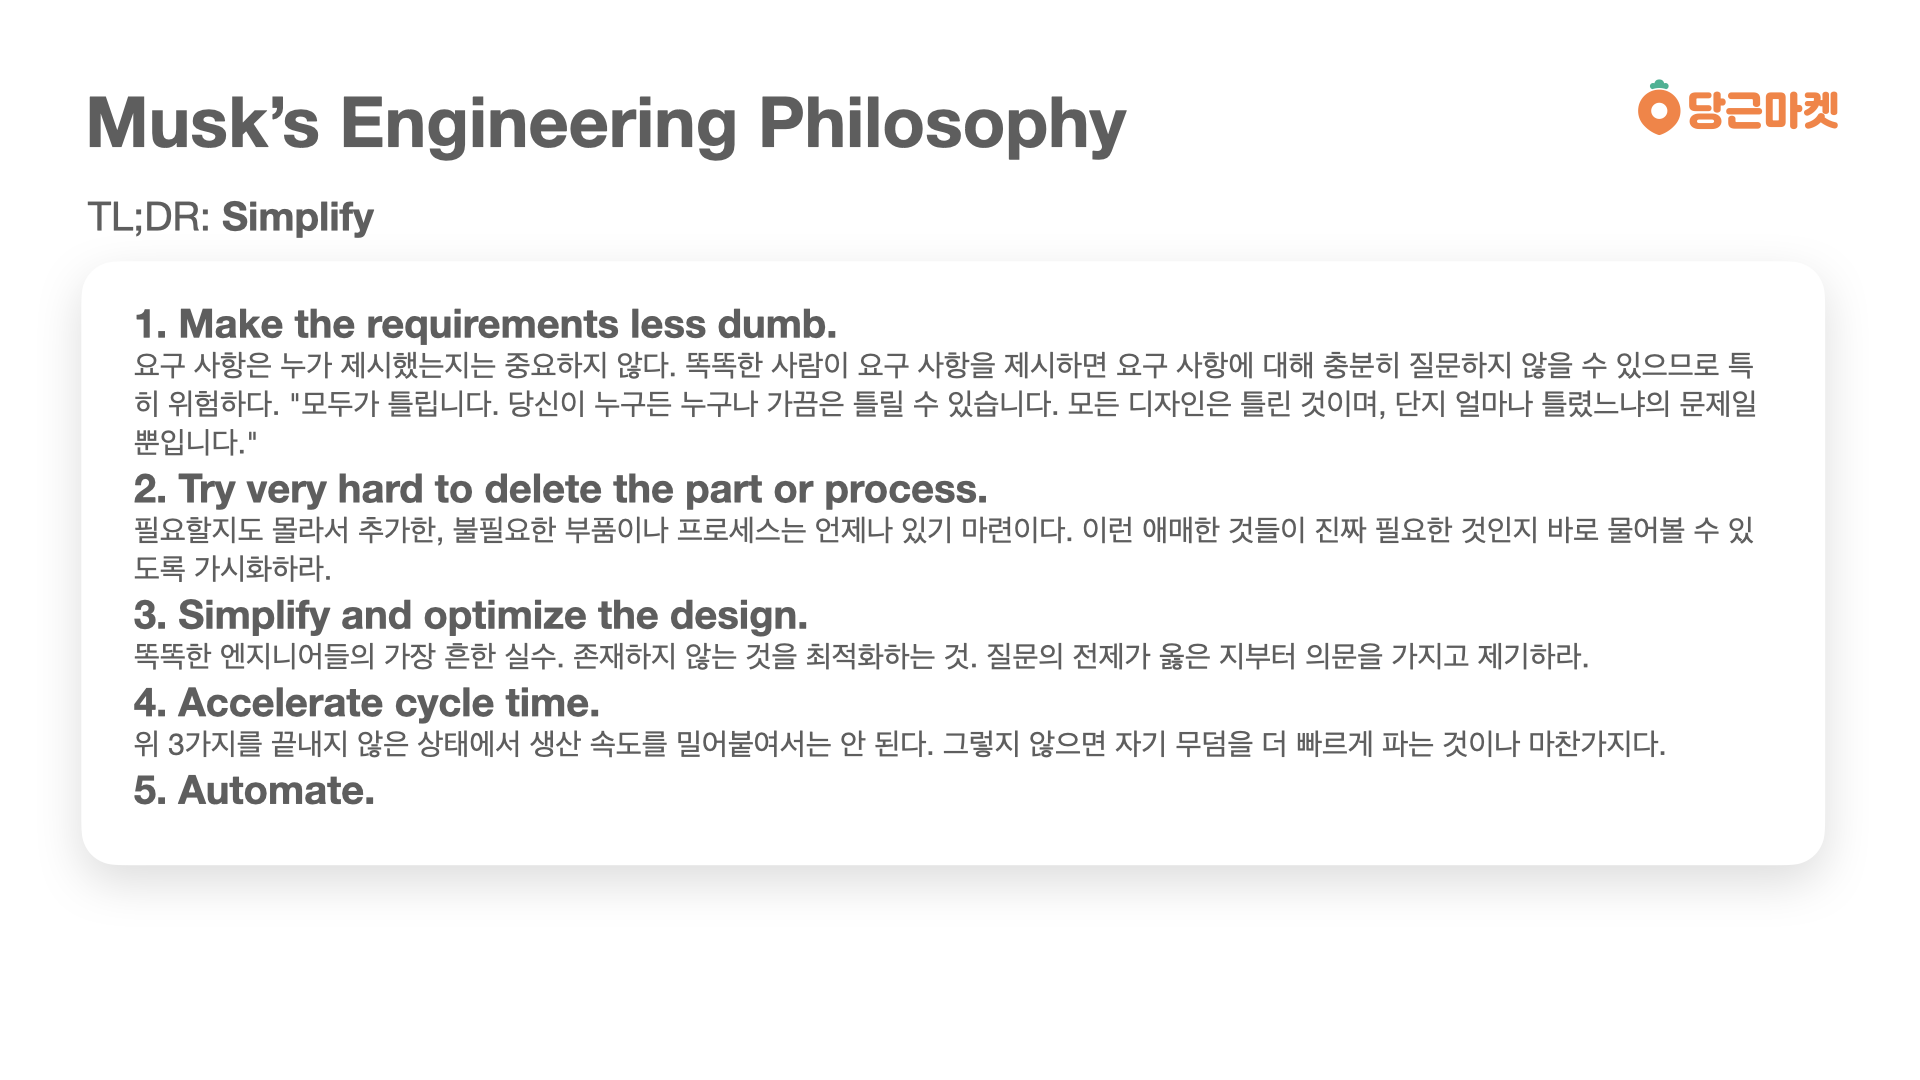 Musk’s Engineering Philosophy
당근마켓
TL;DR: Simplify
1. Make the requirements less dumb.
요구 사항은 누가 제시했는지는 중요하지 않다. 똑똑한 사람이 요구 사항을 제시하면 요구 사항에 대해 충분히 질문하지 않을 수 있으므로 특
히 위험하다. "모두가 틀립니다. 당신이 누구든 누구나 가끔은 틀릴 수 있습니다. 모든 디자인은 틀린 것이며, 단지 얼마나 틀렸느냐의 문제일
뿐입니다."
2. Try very hard to delete the part or process.
필요할지도 몰라서 추가한, 불필요한 부품이나 프로세스는 언제나 있기 마련이다. 이런 애매한 것들이 진짜 필요한 것인지 바로 물어볼 수 있
도록 가시화하라.
3. Simplify and optimize the design.
똑똑한 엔지니어들의 가장 흔한 실수. 존재하지 않는 것을 최적화하는 것. 질문의 전제가 옳은 지부터 의문을 가지고 제기하라.
4. Accelerate cycle time.
위 3가지를 끝내지 않은 상태에서 생산 속도를 밀어붙여서는 안 된다. 그렇지 않으면 자기 무덤을 더 빠르게 파는 것이나 마찬가지다.
5. Automate.